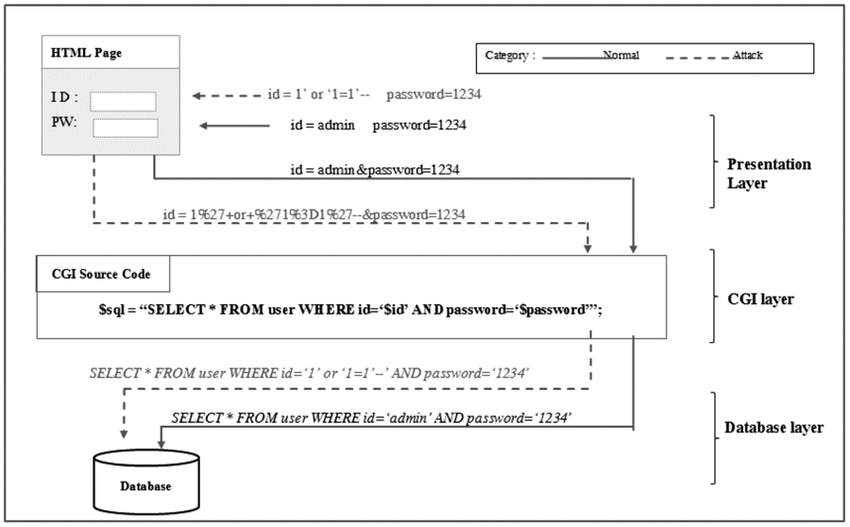 HTML Page
Category : Normal Attack
I D :
id = 1’ or ‘1=1’-- password=1234
PW:
id = admin password=1234
id = admin&password=1234
Presentation
Layer
id = 1%27+or+%271%3D1%27--&password=1234
CGI Source Code
CGI layer
$sql = “SELECT * FROM user WHERE id=‘$id’ AND password=‘$password’”;
SELECT * FROM user WHERE id=‘1’ or ‘1=1’--’ AND password=‘1234’
SELECT * FROM user WHERE id=‘admin’ AND password=‘1234’
Database layer
Database